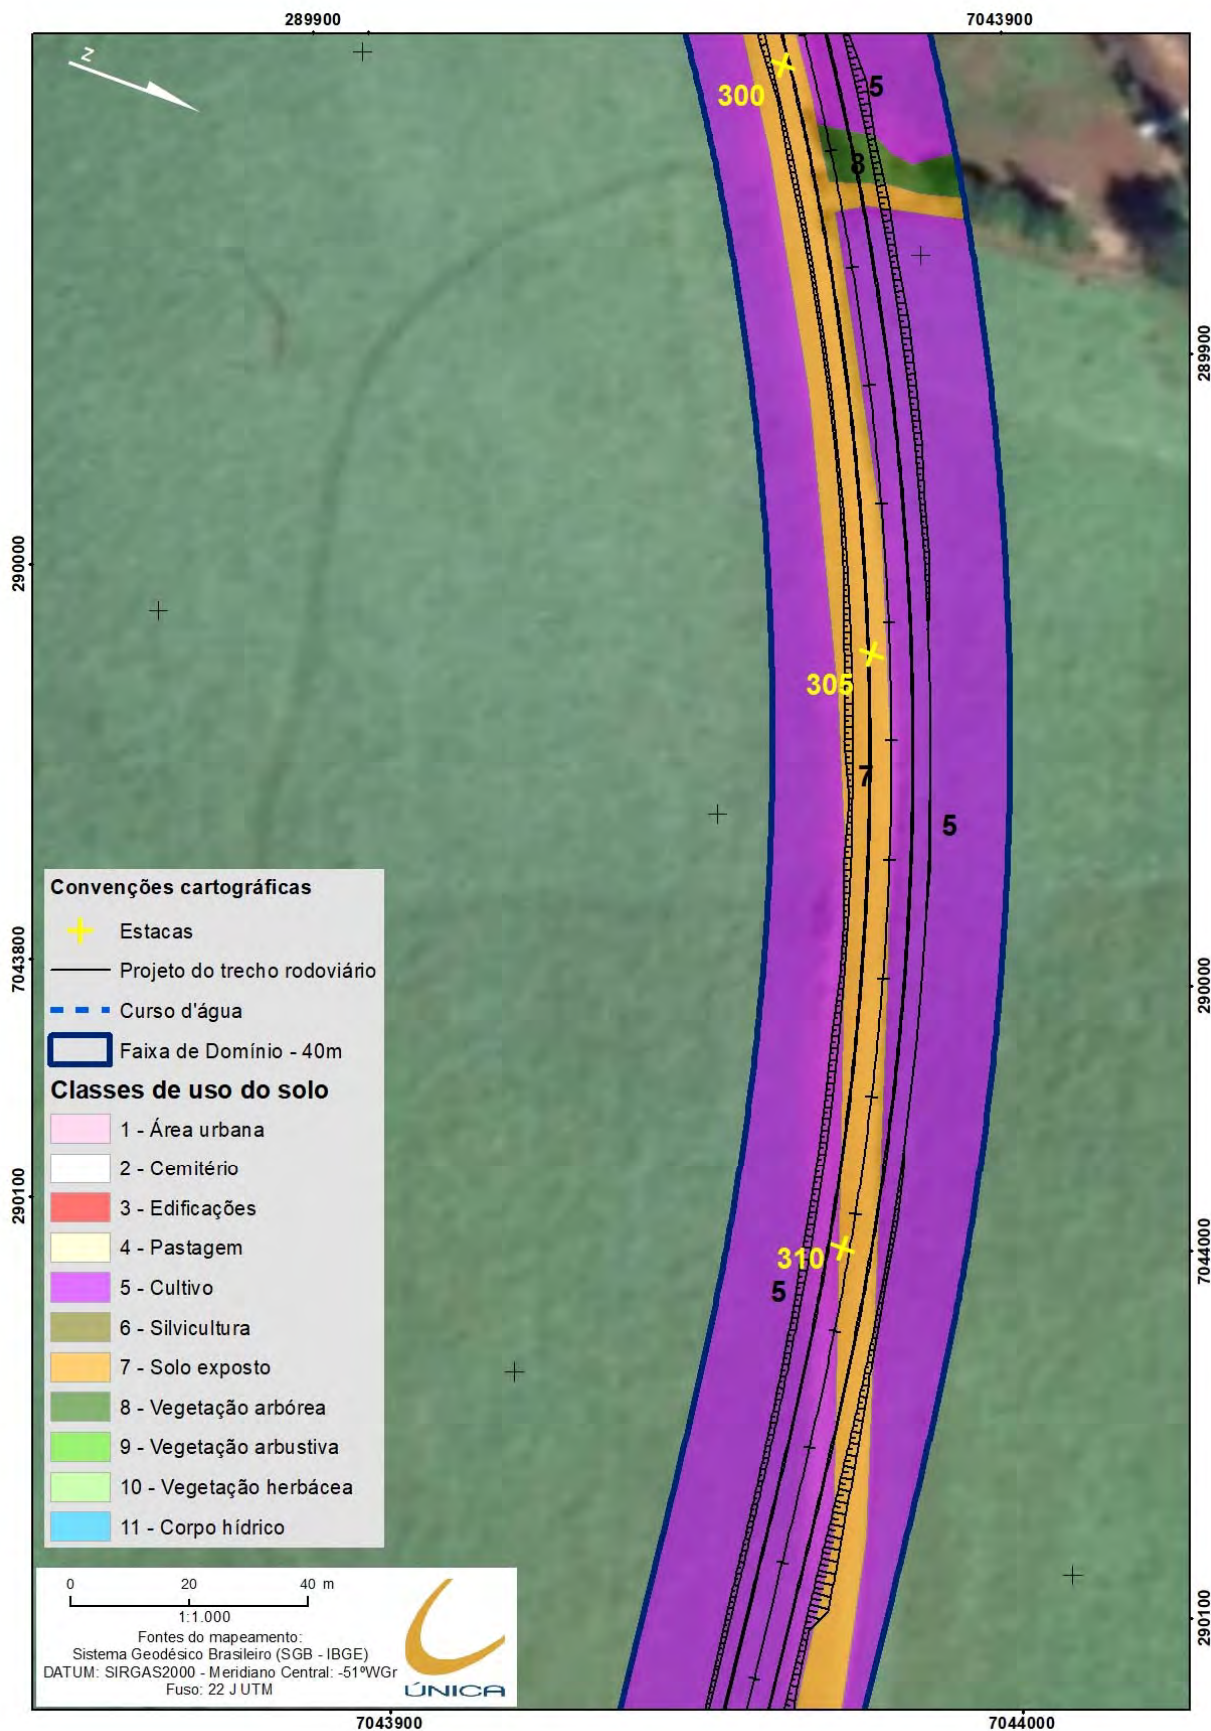 289900
7043900
Z
300
5
8
289900
290000
305
7
5
7043800
290000
290100
7044000
310
5
290100
Convenções cartográficas
Estacas
Projeto do trecho rodoviário
Curso d'água
Faixa de Domínio - 40m
Classes de uso do solo
1 - Área urbana
2 - Cemitério
3 - Edificações
4 - Pastagem
5 - Cultivo
6 - Silvicultura
7 - Solo exposto
8 - Vegetação arbórea
9 - Vegetação arbustiva
10 - Vegetação herbácea
11 - Corpo hídrico
0 20 40 m
1:1.000
Fontes do mapeamento:
Sistema Geodésico Brasileiro (SGB - IBGE)
DATUM: SIRGAS2000 - Meridiano Central: -51ºWGr
Fuso: 22 J UTM
ÚNICA
7043900
7044000